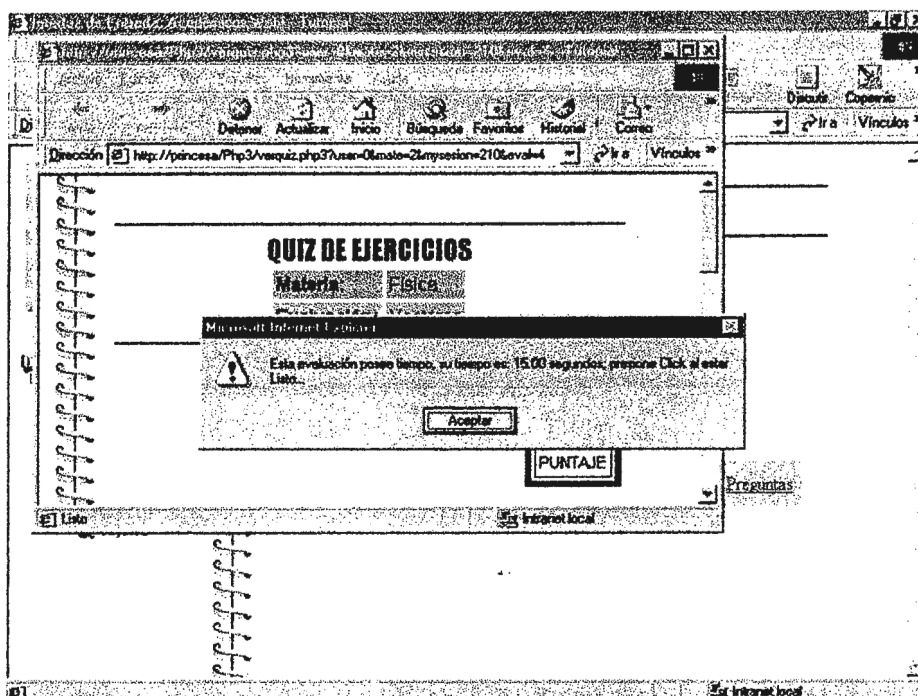 Discutir Copernic
Ir a Vínculos »
Detener Actualizar Inicio Búsqueda Favoritos Historial Correo »
Dirección http://princesa/Php3/verquiz.php3?user=0&mate=2&mysesion=210&eval=4 Ir a Vínculos »
QUIZ DE EJERCICIOS
Materia Física
Microsoft Internet Explorer
Esta evaluación posee tiempo, su tiempo es: 15.00 segundos, presione Click al estar
Listo...
Aceptar
PUNTAJE
Preguntas
Listo Intranet local
Intranet local